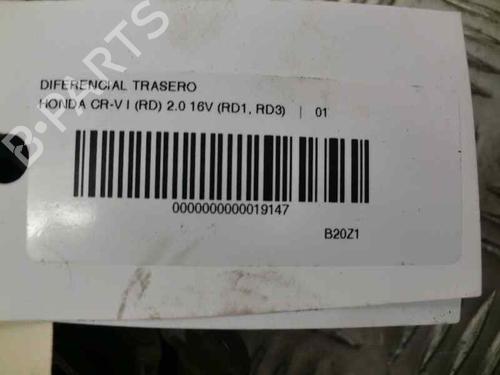 B-PARTS
DIFERENCIAL TRASERO
HONDA CR-V I (RD) 2.0 16V (RD1, RD3) | 01
0000000000019147
B20Z1